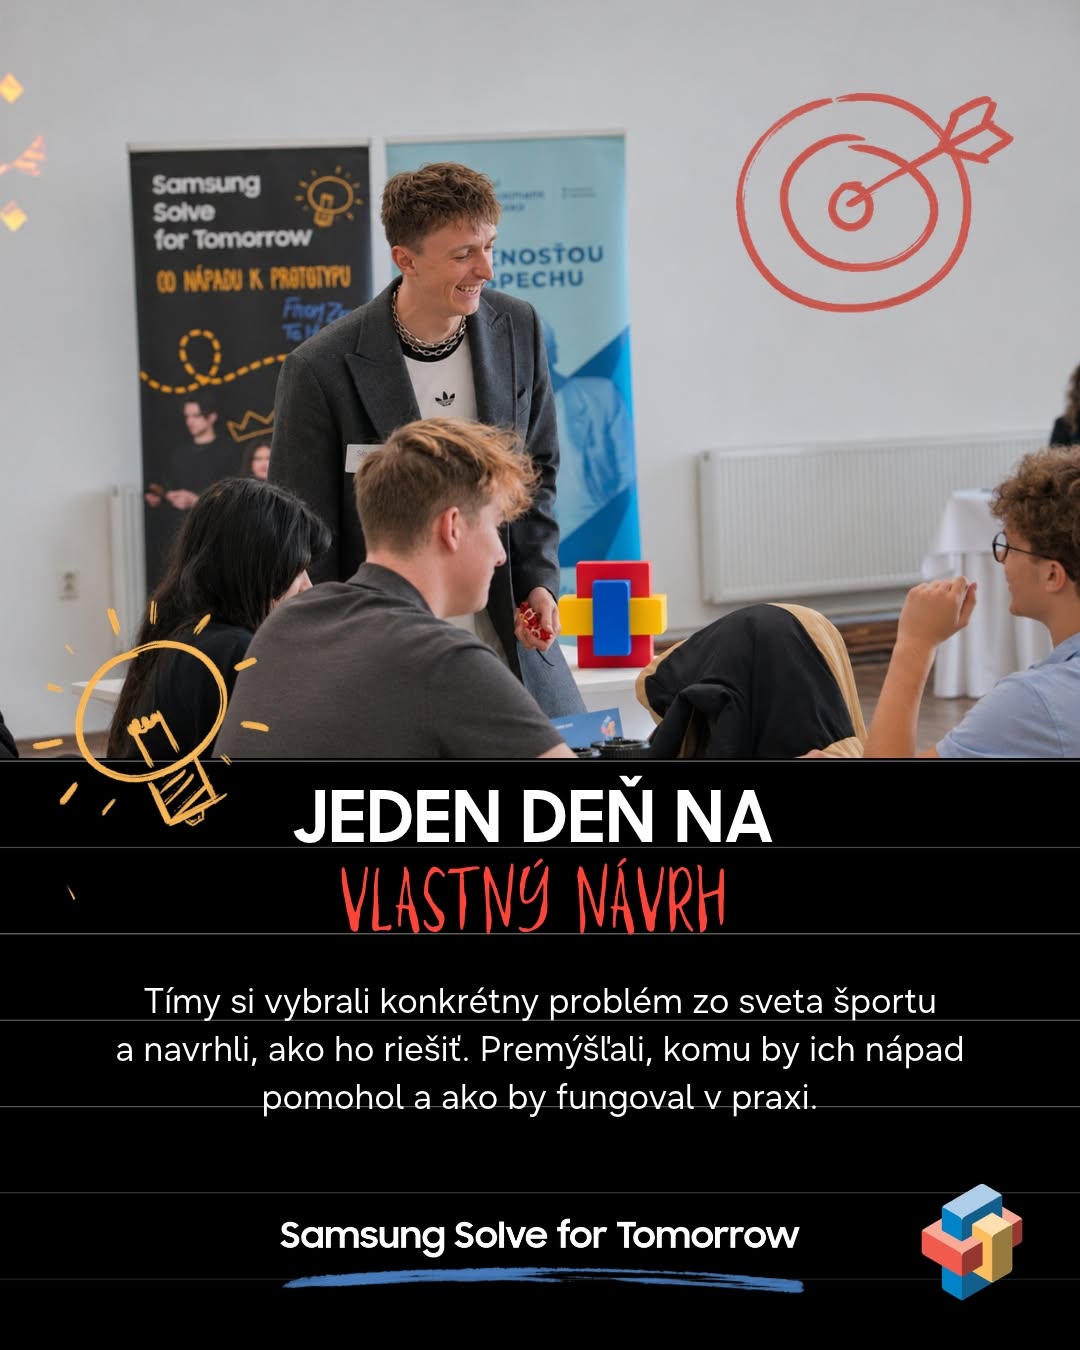 Samsung
Solve
for Tomorrow
OD NÁPADU K PROTOTYPU
JEDEN DEŇ NA
VLASTNÝ NÁVRH
Tímy si vybrali konkrétny problém zo sveta športu
a navrhli, ako ho riešiť. Premýšľali, komu by ich nápad
pomohol a ako by fungoval v praxi.
Samsung Solve for Tomorrow